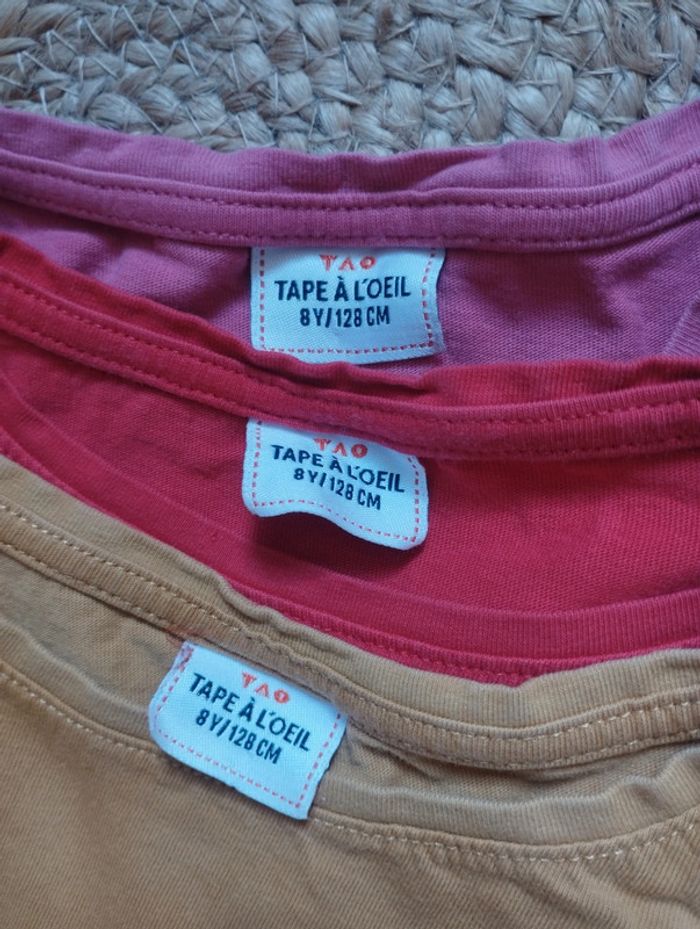 TAO
TAPE À L'OEIL
8Y/128 CM
TAO
TAPE À L'OEIL
8Y/128 CM
TAO
TAPE À L'OEIL
8Y/128 CM